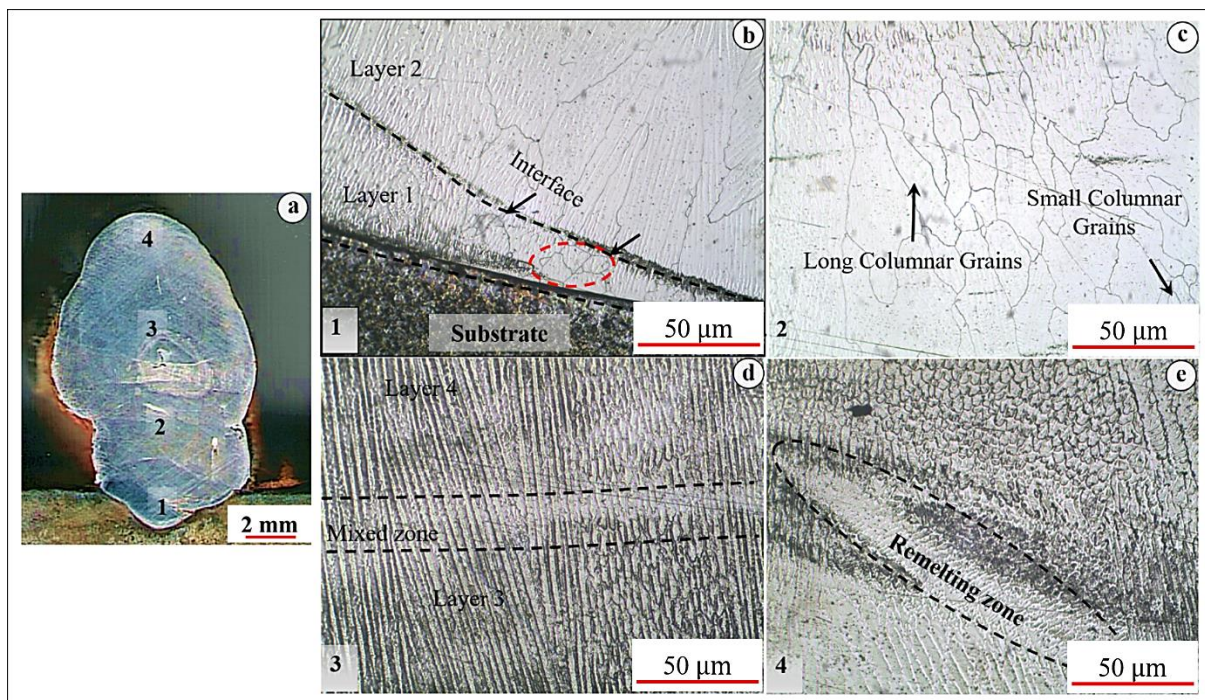 a
4
3
2
1
2 mm
b
Layer 2
Interface
Layer 1
Substrate
1
50 μm
c
Small Columnar
Grains
Long Columnar Grains
2
50 μm
d
Layer 4
Mixed zone
Layer 3
3
50 μm
e
Remelting zone
4
50 μm